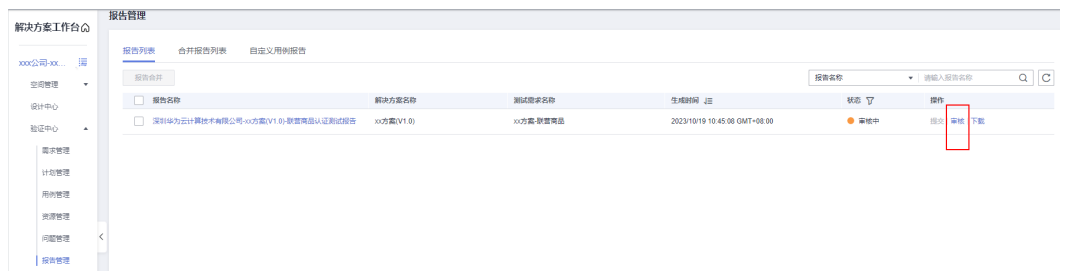 报告管理
解决方案工作台
xxx公司-xx...
空间管理
设计中心
验证中心
需求管理
计划管理
用例管理
资源管理
问题管理
报告管理
报告列表 合并报告列表 自定义用例报告
报告合并
报告名称 请输入报告名称
报告名称 解决方案名称 测试需求名称 生成时间 状态 操作
深圳华为云计算技术有限公司-xx方案(V1.0)-联营商品认证测试报告 xx方案(V1.0) xx方案-联营商品 2023/10/19 10:45:08 GMT+08:00 审核中 提交 审核 下载